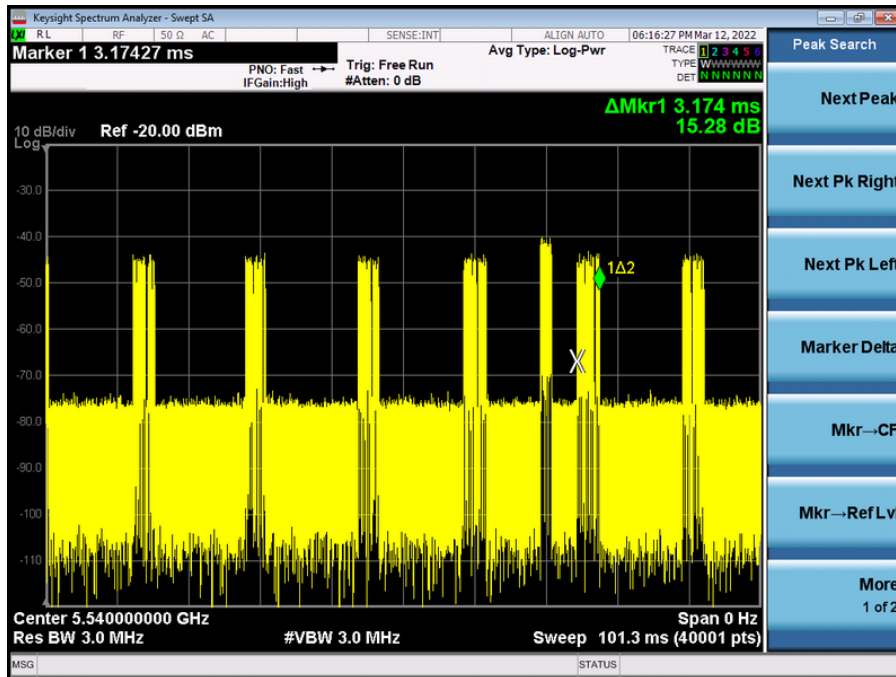 Keysight Spectrum Analyzer - Swept SA
LXI RL RF 50 Ω AC SENSE:INT ALIGN AUTO 06:16:27 PM Mar 12, 2022
Marker 1 3.17427 ms
PNO: Fast
IFGain:High
Trig: Free Run
#Atten: 0 dB
Avg Type: Log-Pwr
TRACE 1 2 3 4 5 6
TYPE W
DET N N N N N N
ΔMkr1 3.174 ms
15.28 dB
10 dB/div Ref -20.00 dBm
Log
-30.0
-40.0
-50.0
-60.0
-70.0
-80.0
-90.0
-100
-110
1Δ2
X
Center 5.540000000 GHz
Span 0 Hz
Res BW 3.0 MHz
#VBW 3.0 MHz
Sweep 101.3 ms (40001 pts)
MSG
STATUS
Peak Search
Next Peak
Next Pk Right
Next Pk Left
Marker Delta
Mkr→CF
Mkr→Ref Lvl
More
1 of 2